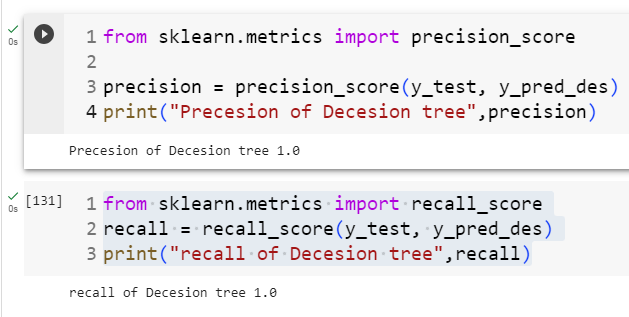 0s
1 from sklearn.metrics import precision_score
2
3 precision = precision_score(y_test, y_pred_des)
4 print("Precesion of Decesion tree",precision)
Precesion of Decesion tree 1.0
0s [131] 1 from sklearn.metrics import recall_score
2 recall = recall_score(y_test, y_pred_des)
3 print("recall of Decesion tree",recall)
recall of Decesion tree 1.0